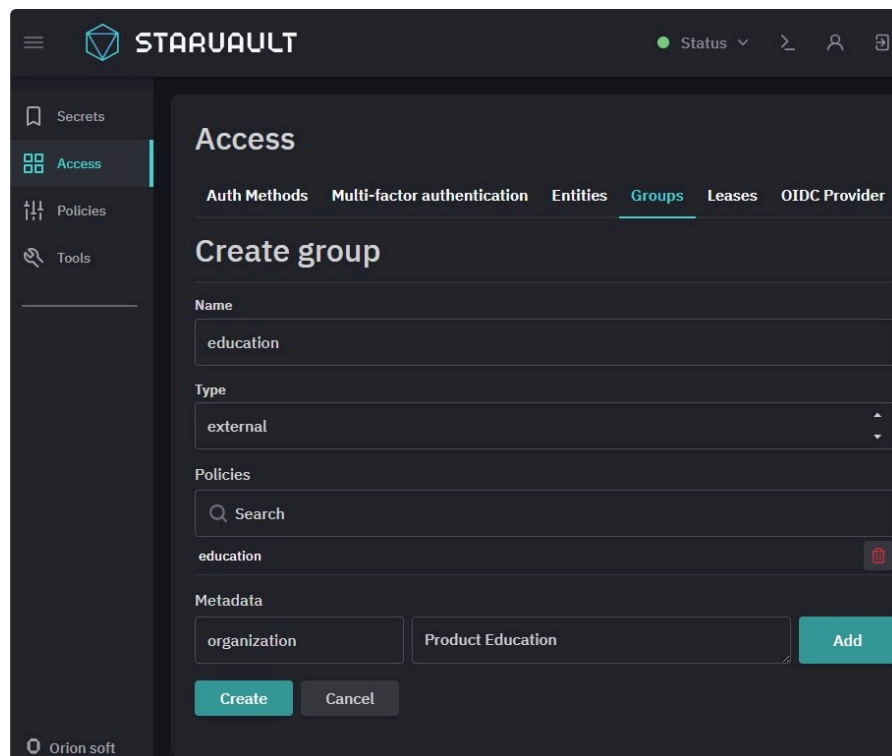 STARVAULT
Status
Secrets
Access
Policies
Tools
Access
Auth Methods Multi-factor authentication Entities Groups Leases OIDC Provider
Create group
Name
education
Type
external
Policies
Search
education
Metadata
organization Product Education Add
Create Cancel
Orion soft